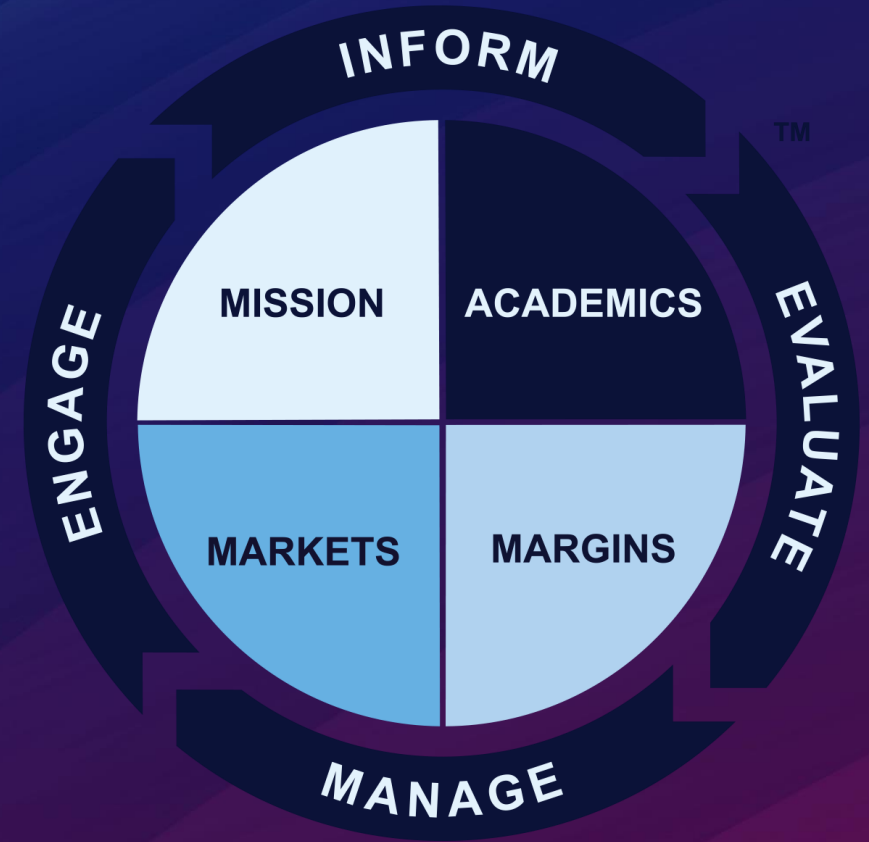 INFORM
TM
MISSION
ACADEMICS
ENGAGE
EVALUATE
MARKETS
MARGINS
MANAGE